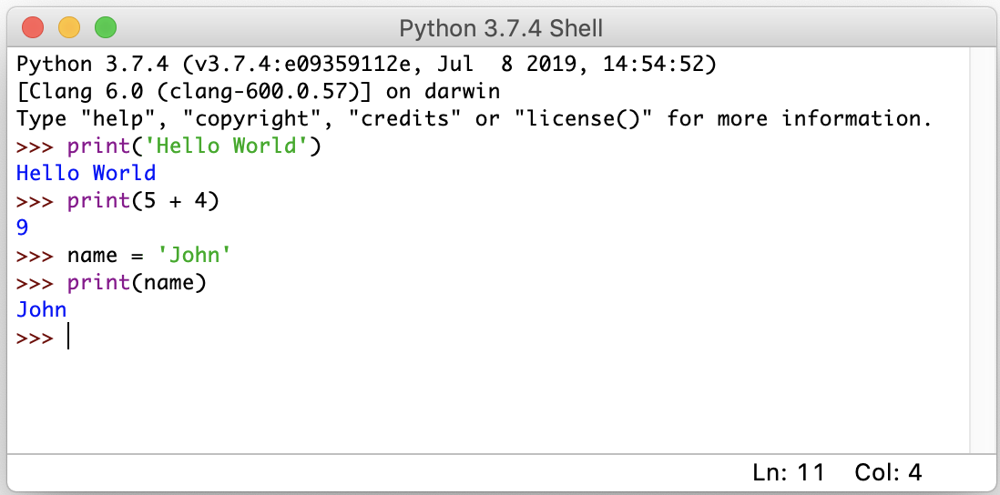 Python 3.7.4 Shell
Python 3.7.4 (v3.7.4:e09359112e, Jul  8 2019, 14:54:52)
[Clang 6.0 (clang-600.0.57)] on darwin
Type "help", "copyright", "credits" or "license()" for more information.
>>> print('Hello World')
Hello World
>>> print(5 + 4)
9
>>> name = 'John'
>>> print(name)
John
>>>
Ln: 11 Col: 4